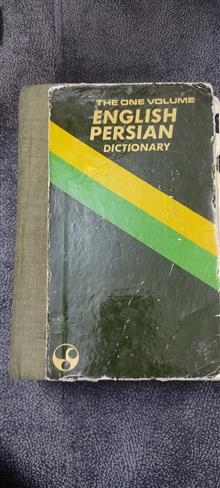 THE ONE VOLUME
ENGLISH
PERSIAN
DICTIONARY